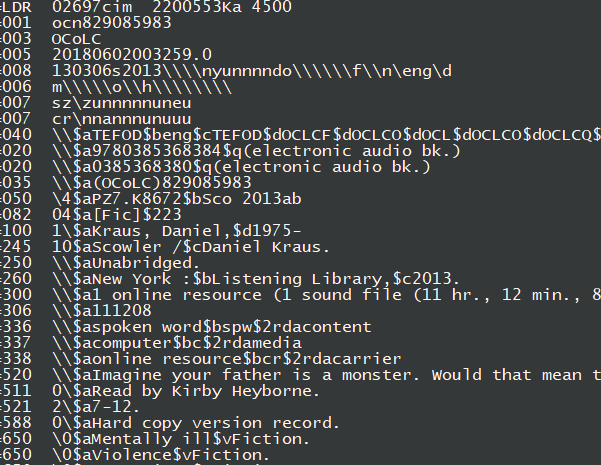 =LDR  02697cim  2200553Ka 4500
=001  ocn829085983
=003  OCoLC
=005  20180602003259.0
=008  130306s2013\\\\nyunnnndo\\\\\\f\\n\eng\d
=006  m\\\\\o\\h\\\\\\\\
=007  sz\zunnnnnuneu
=007  cr\nnannnunuuu
=040  \\$aTEFOD$beng$cTEFOD$dOCLCF$dOCLCO$dOCL$dOCLCO$dOCLCQ$
=020  \\$a9780385368384$q(electronic audio bk.)
=020  \\$a0385368380$q(electronic audio bk.)
=035  \\$a(OCoLC)829085983
=050  \4$aPZ7.K8672$bSco 2013ab
=082  04$a[Fic]$223
=100  1\$aKraus, Daniel,$d1975-
=245  10$aScowler /$cDaniel Kraus.
=250  \\$aUnabridged.
=260  \\$aNew York :$bListening Library,$c2013.
=300  \\$a1 online resource (1 sound file (11 hr., 12 min., 8
=306  \\$a111208
=336  \\$aspoken word$bspw$2rdacontent
=337  \\$acomputer$bc$2rdamedia
=338  \\$aonline resource$bcr$2rdacarrier
=520  \\$aImagine your father is a monster. Would that mean t
=511  0\$aRead by Kirby Heyborne.
=521  2\$a7-12.
=588  0\$aHard copy version record.
=650  \0$aMentally ill$vFiction.
=650  \0$aViolence$vFiction.